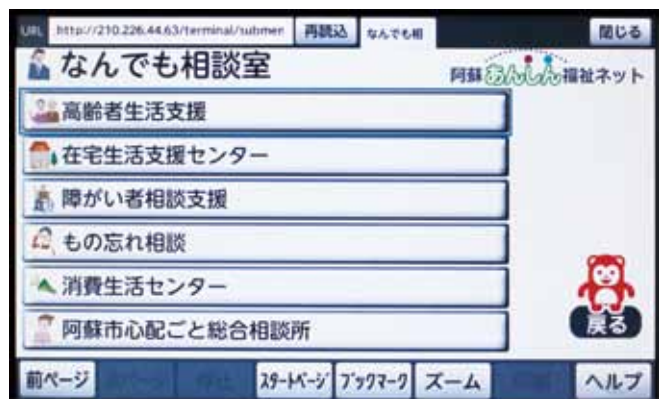 URL http://210.226.44.63/terminal/submen 再読込 なんでも相 閉じる
なんでも相談室
阿蘇あんしん福祉ネット
高齢者生活支援
在宅生活支援センター
障がい者相談支援
もの忘れ相談
消費生活センター
阿蘇市心配ごと総合相談所
戻る
前ページ ｽﾀｰﾄﾍﾟｰｼﾞ ﾌﾞｯｸﾏｰｸ ズーム ヘルプ